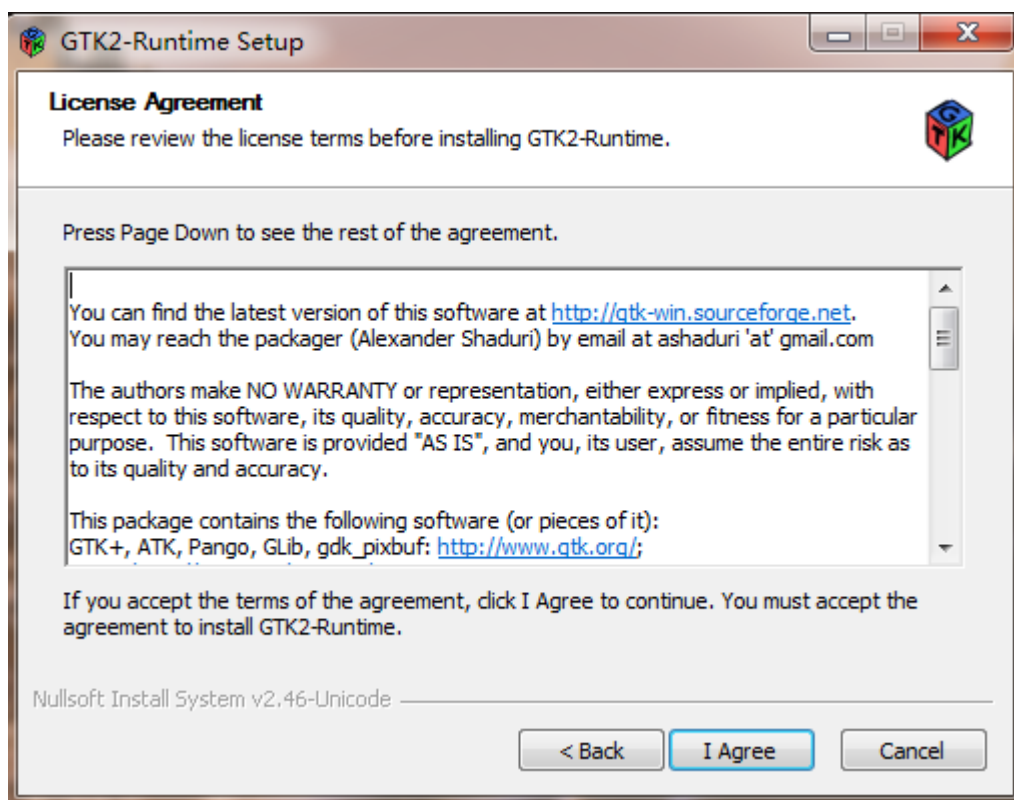 GTK2-Runtime Setup
License Agreement
Please review the license terms before installing GTK2-Runtime.
GTK
Press Page Down to see the rest of the agreement.
You can find the latest version of this software at http://gtk-win.sourceforge.net.
You may reach the packager (Alexander Shaduri) by email at ashaduri 'at' gmail.com
The authors make NO WARRANTY or representation, either express or implied, with
respect to this software, its quality, accuracy, merchantability, or fitness for a particular
purpose.  This software is provided "AS IS", and you, its user, assume the entire risk as
to its quality and accuracy.
This package contains the following software (or pieces of it):
GTK+, ATK, Pango, GLib, gdk_pixbuf: http://www.gtk.org/;
If you accept the terms of the agreement, click I Agree to continue. You must accept the
agreement to install GTK2-Runtime.
Nullsoft Install System v2.46-Unicode
< Back
I Agree
Cancel